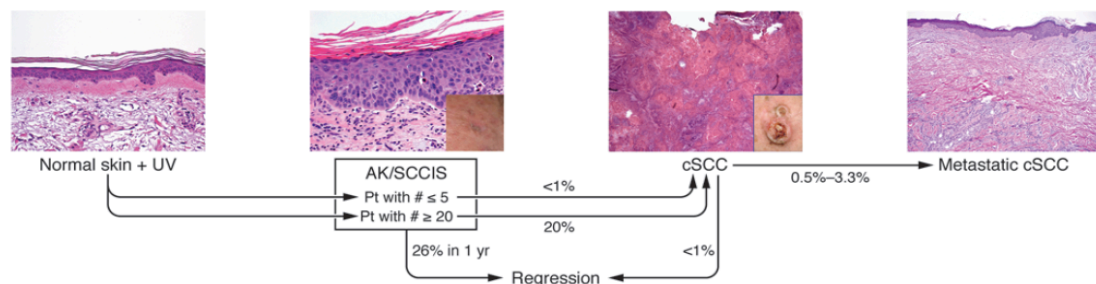 Normal skin + UV
AK/SCCIS
Pt with # ≤ 5
Pt with # ≥ 20
<1%
20%
cSCC
0.5%–3.3%
Metastatic cSCC
26% in 1 yr
<1%
Regression